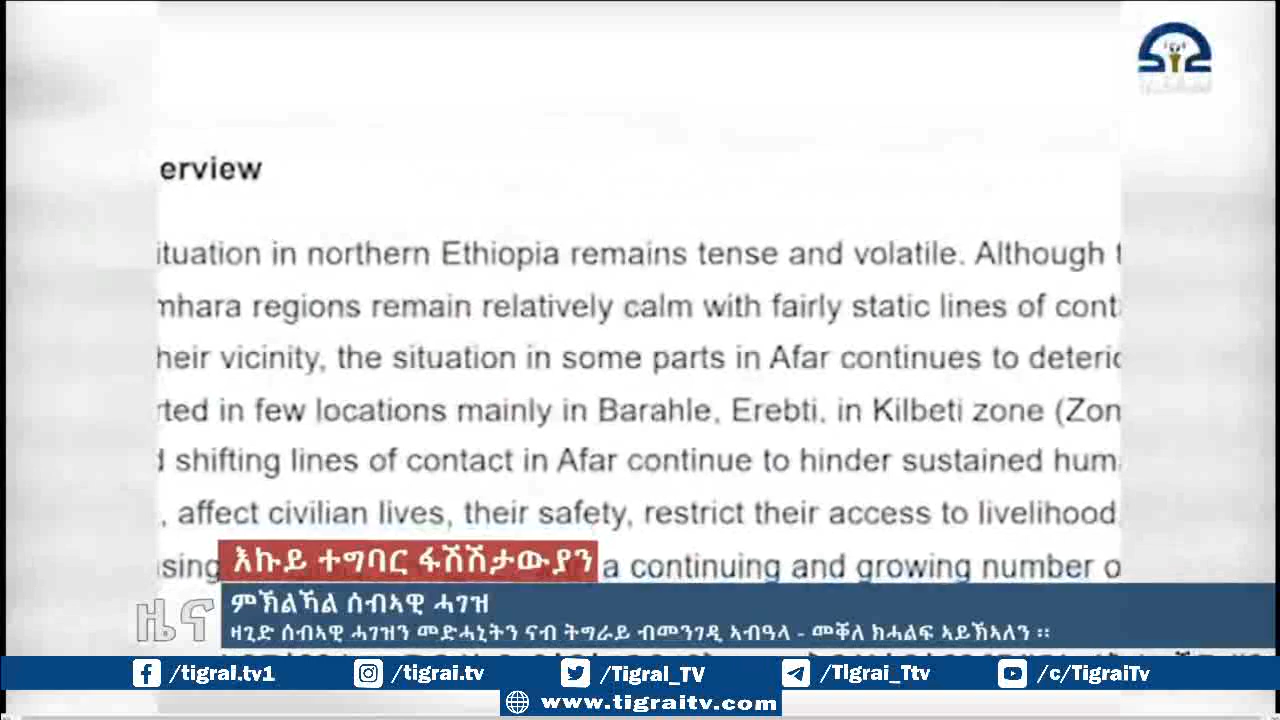 erview
ituation in northern Ethiopia remains tense and volatile. Although
mhara regions remain relatively calm with fairly static lines of cont
heir vicinity, the situation in some parts in Afar continues to deteric
rted in few locations mainly in Barahle, Erebti, in Kilbeti zone (Zon
d shifting lines of contact in Afar continue to hinder sustained hum
, affect civilian lives, their safety, restrict their access to livelihood,
sing
a continuing and growing number o
እኩይ ተግባር ፋሽሽታውያን
ዜና
ምኽልኻል ሰብኣዊ ሓገዝ
ዛጊድ ሰብኣዊ ሓገዝን መድሓኒትን ናብ ትግራይ ብመንገዲ ኣብዓላ - መቐለ ክሓልፍ ኣይኸኣለን ፡፡
/tigrai.tv1
/tigrai.tv
/Tigrai_TV
/TIgrai_Ttv
/c/TigraiTv
www.tigraitv.com